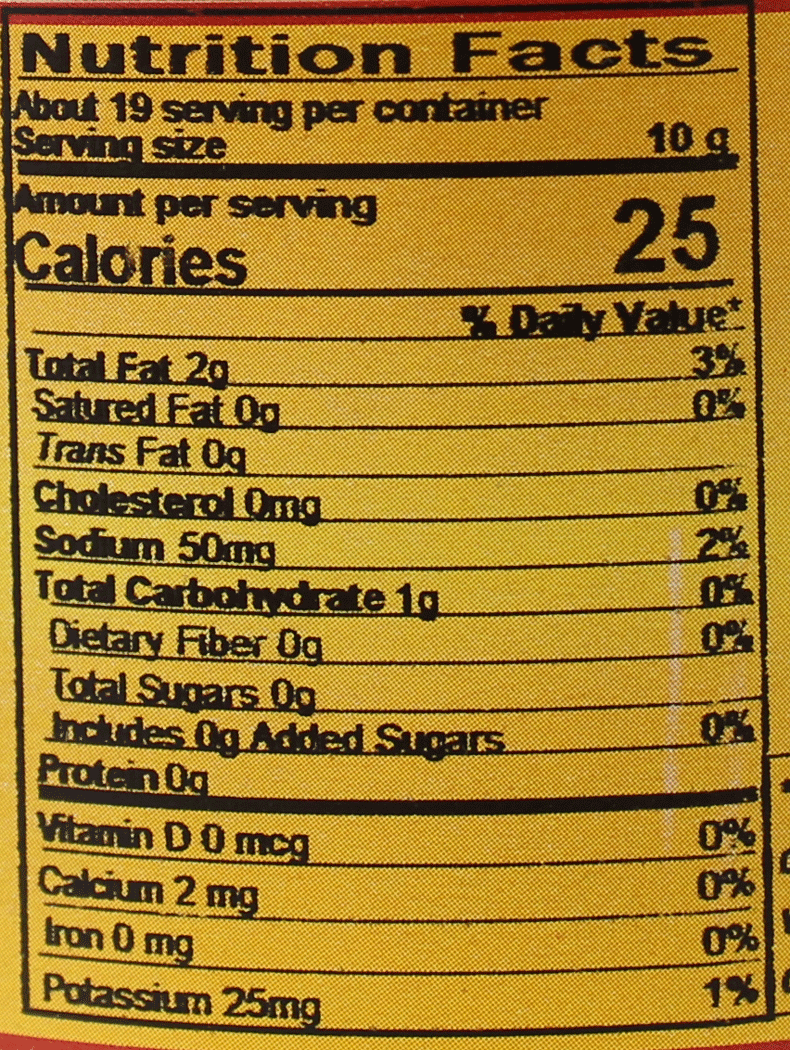 Nutrition Facts
About 19 serving per container
Serving size 10 g
Amount per serving
Calories 25
% Daily Value*
Total Fat 2g 3%
Satured Fat 0g 0%
Trans Fat 0g
Cholesterol 0mg 0%
Sodium 50mg 2%
Total Carbohydrate 1g 0%
Dietary Fiber 0g 0%
Total Sugars 0g
Includes 0g Added Sugars 0%
Protein 0g
Vitamin D 0 mcg 0%
Calcium 2 mg 0%
Iron 0 mg 0%
Potassium 25mg 1%